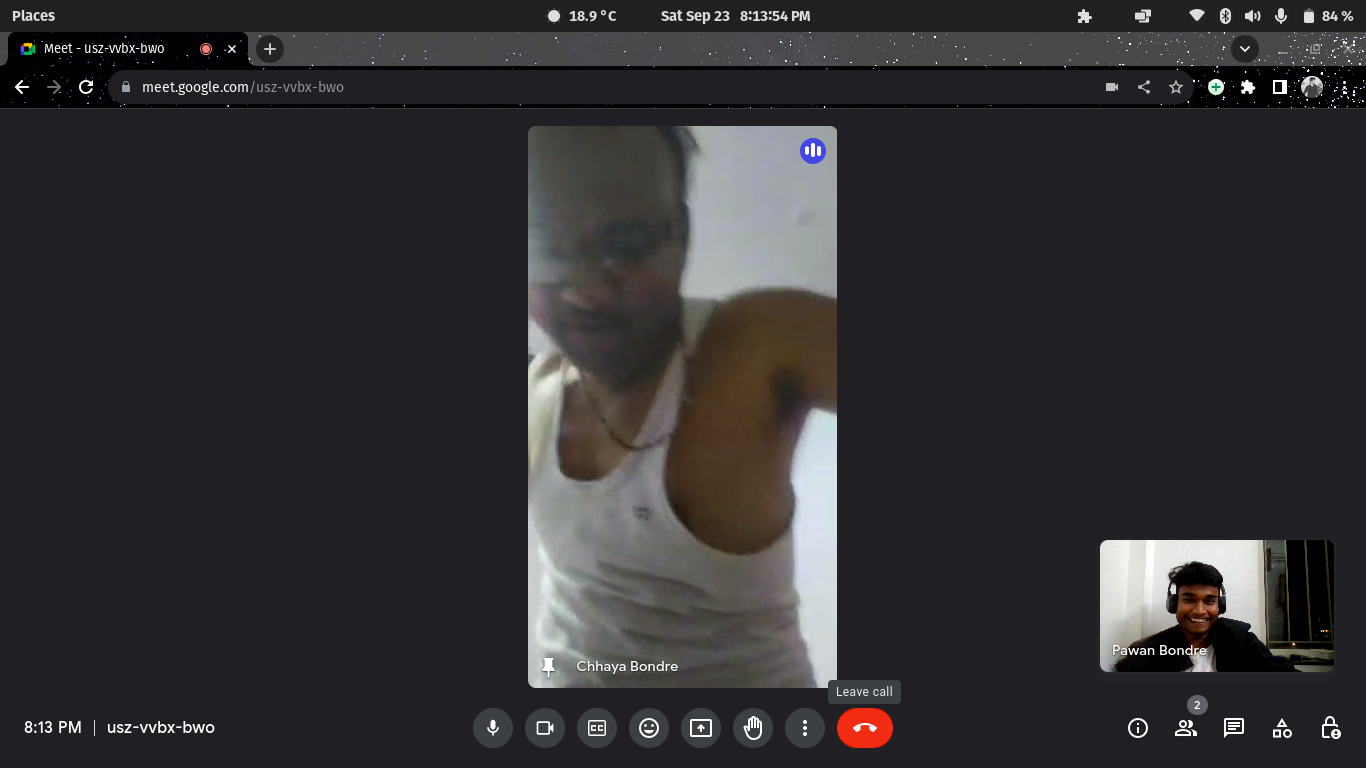 Places
18.9 °C
Sat Sep 23 8:13:54 PM
84 %
Meet - usz-vvbx-bwo
meet.google.com/usz-vvbx-bwo
Chhaya Bondre
Pawan Bondre
Leave call
8:13 PM | usz-vvbx-bwo
CC
2